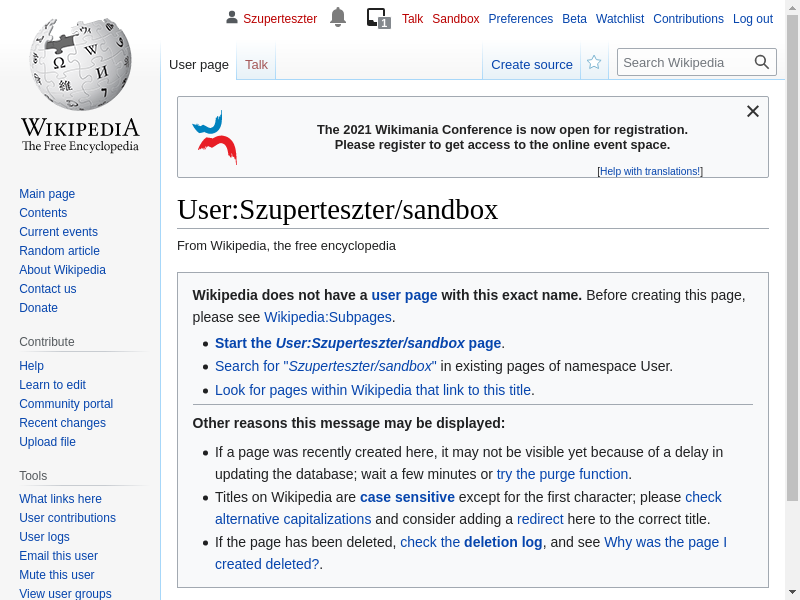 Szuperteszter 1 Talk Sandbox Preferences Beta Watchlist Contributions Log out
User page Talk Create source Search Wikipedia
WIKIPEDIA
The Free Encyclopedia
Main page
Contents
Current events
Random article
About Wikipedia
Contact us
Donate
Contribute
Help
Learn to edit
Community portal
Recent changes
Upload file
Tools
What links here
User contributions
User logs
Email this user
Mute this user
View user groups
The 2021 Wikimania Conference is now open for registration.
Please register to get access to the online event space.
[Help with translations!]
User:Szuperteszter/sandbox
From Wikipedia, the free encyclopedia
Wikipedia does not have a user page with this exact name. Before creating this page,
please see Wikipedia:Subpages.
• Start the User:Szuperteszter/sandbox page.
• Search for "Szuperteszter/sandbox" in existing pages of namespace User.
• Look for pages within Wikipedia that link to this title.
Other reasons this message may be displayed:
• If a page was recently created here, it may not be visible yet because of a delay in
updating the database; wait a few minutes or try the purge function.
• Titles on Wikipedia are case sensitive except for the first character; please check
alternative capitalizations and consider adding a redirect here to the correct title.
• If the page has been deleted, check the deletion log, and see Why was the page I
created deleted?.